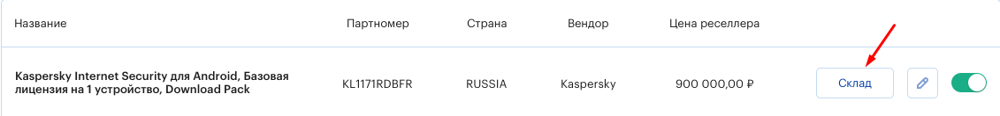 Название Партномер Страна Вендор Цена реселлера
Kaspersky Internet Security для Android, Базовая
лицензия на 1 устройство, Download Pack
KL1171RDBFR RUSSIA Kaspersky 900 000,00 ₽ Склад